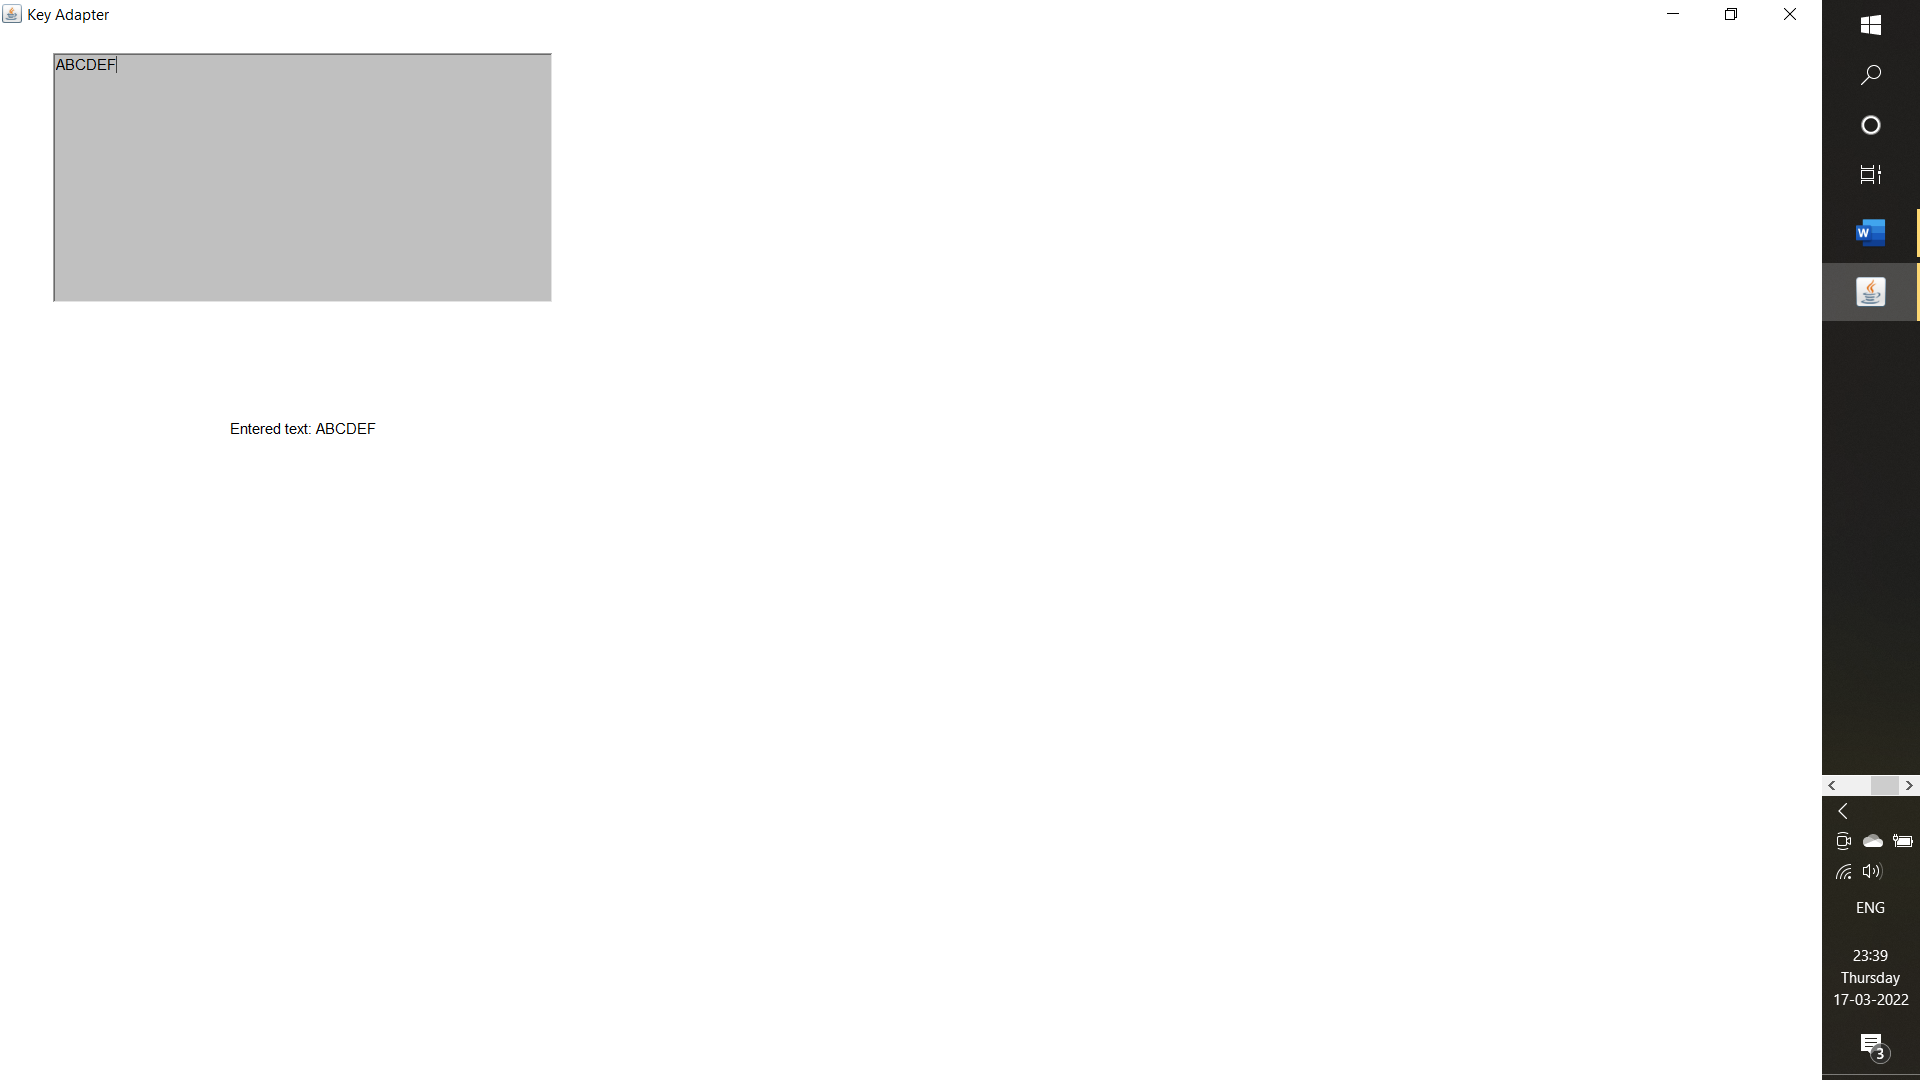 Key Adapter
ABCDEF
Entered text: ABCDEF
W
ENG
23:39
Thursday
17-03-2022
3